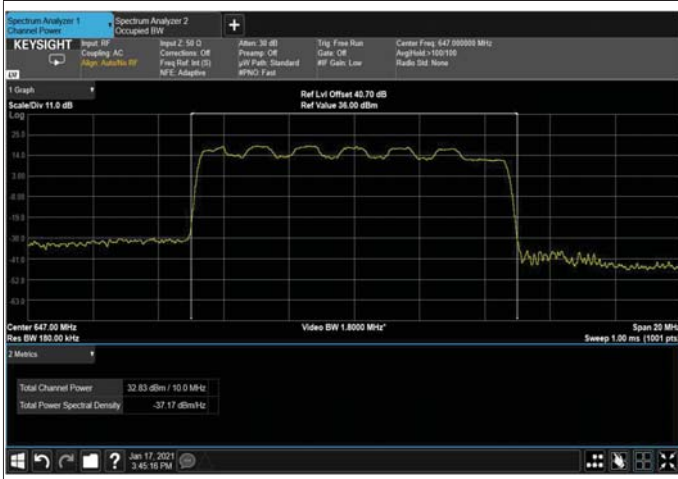 Spectrum Analyzer 1
Channel Power
Spectrum Analyzer 2
Occupied BW
+
KEYSIGHT
Input: RF
Coupling: AC
Align: Auto/No RF
Input Z: 50 Ω
Corrections: Off
Freq Ref: Int (S)
NFE: Adaptive
Atten: 30 dB
Preamp: Off
µW Path: Standard
#PNO: Fast
Trig: Free Run
Gate: Off
#IF Gain: Low
Center Freq: 647.000000 MHz
Avg|Hold:>100/100
Radio Std: None
1 Graph
Scale/Div 11.0 dB
Ref Lvl Offset 40.70 dB
Ref Value 36.00 dBm
Log
25.0
14.0
3.00
-8.00
-19.0
-30.0
-41.0
-52.0
-63.0
Center 647.00 MHz
Video BW 1.8000 MHz*
Span 20 MHz
Res BW 180.00 kHz
Sweep 1.00 ms (1001 pts
2 Metrics
Total Channel Power 32.83 dBm / 10.0 MHz
Total Power Spectral Density -37.17 dBm/Hz
?
Jan 17, 2021
3:45:16 PM